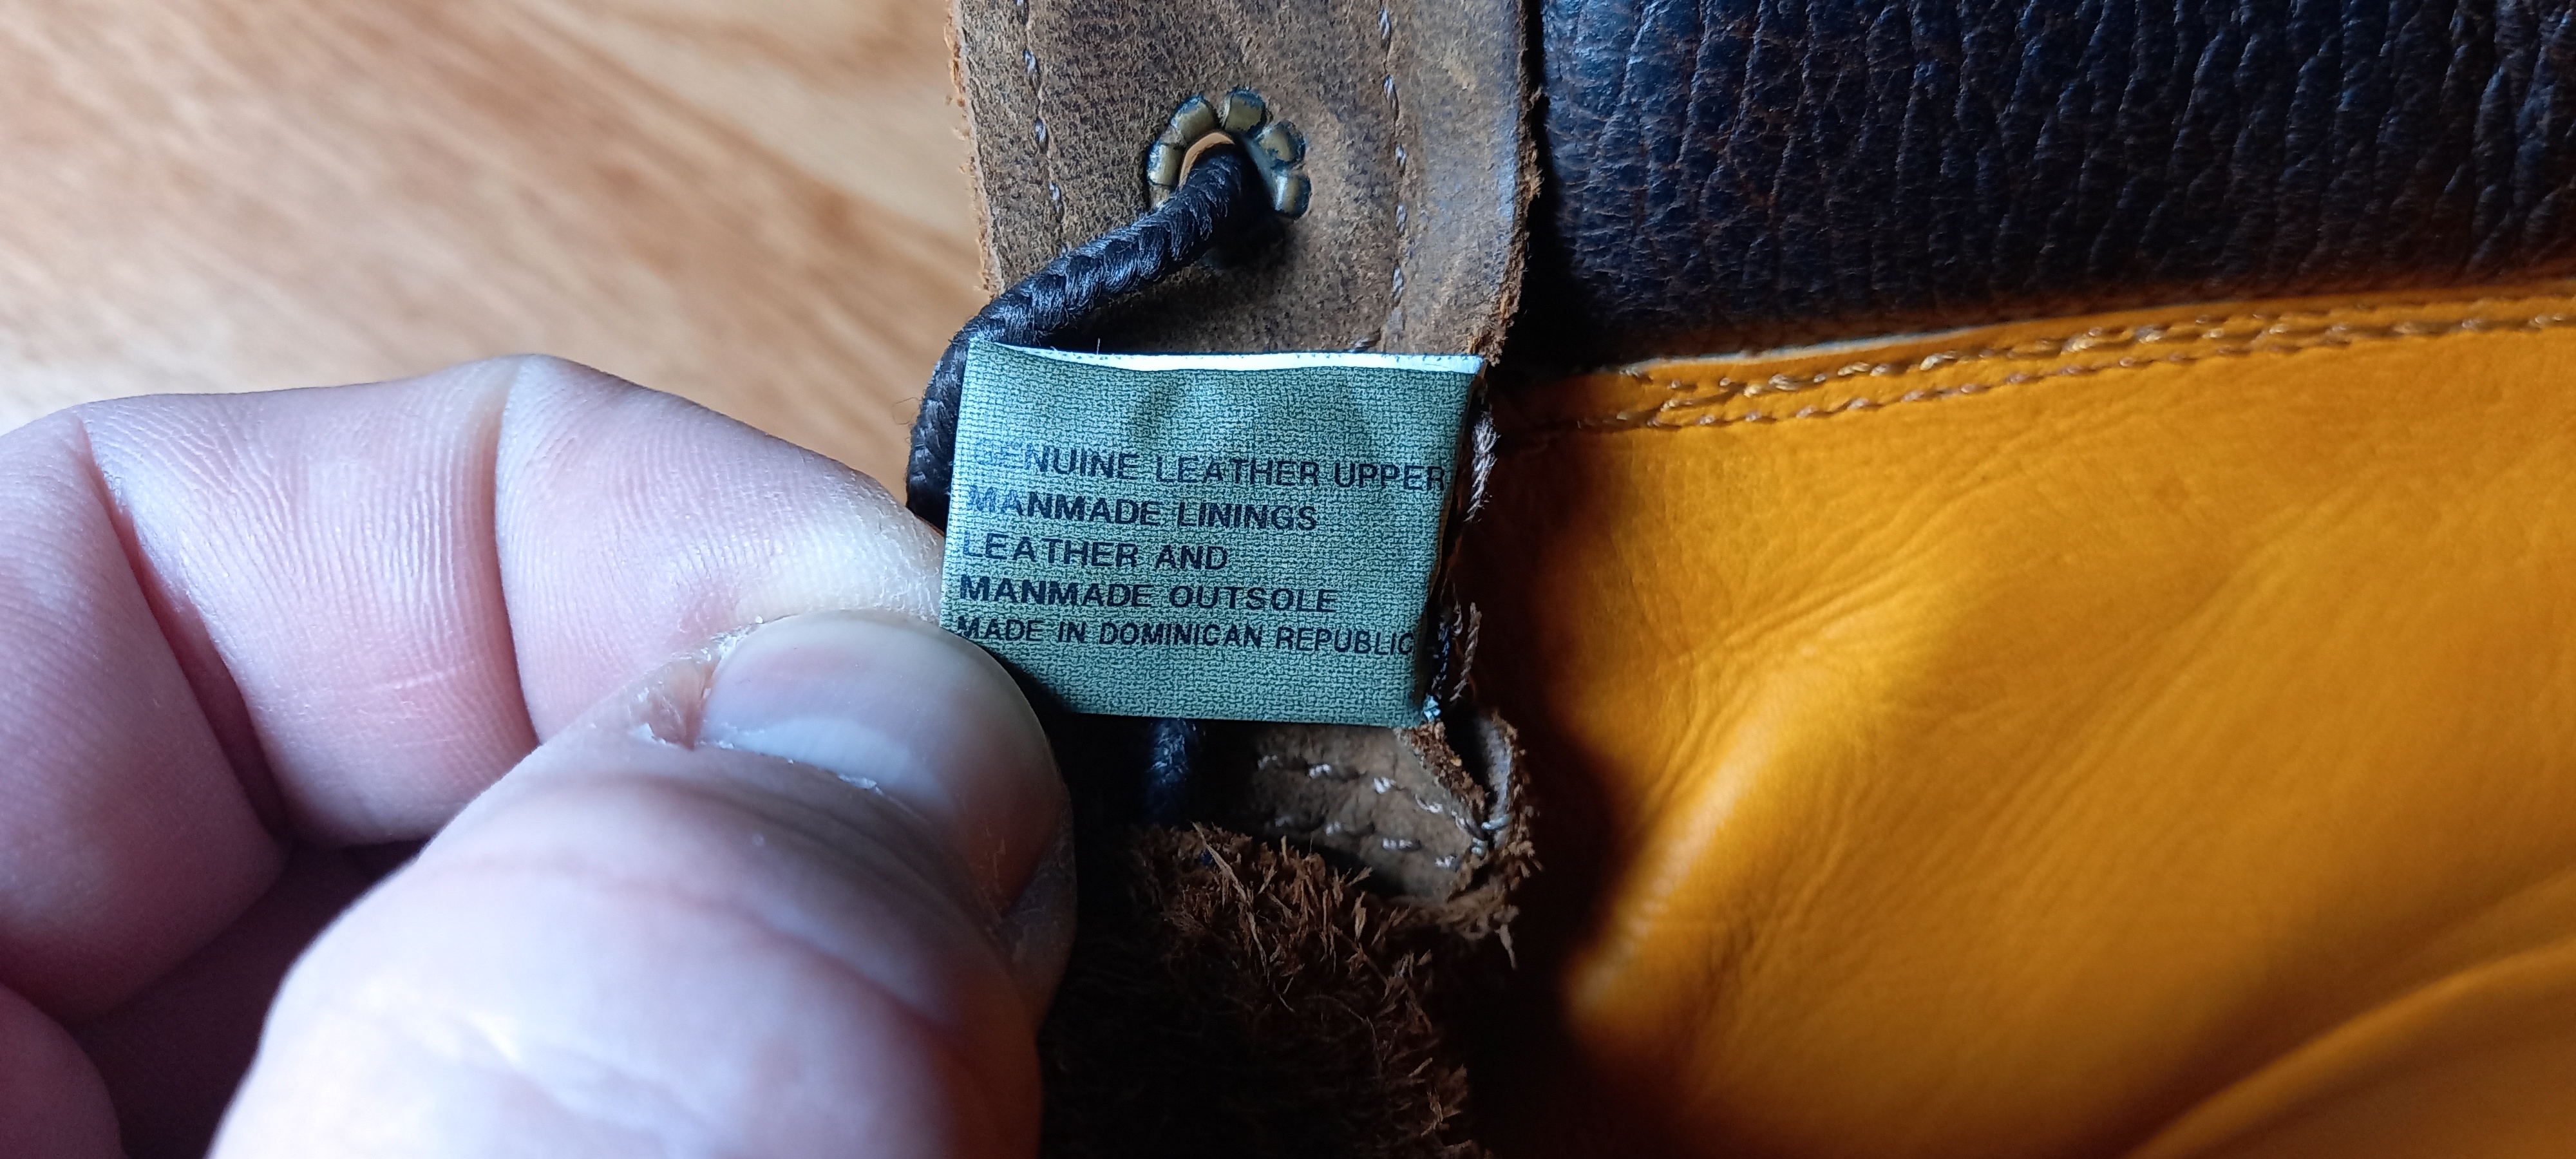 GENUINE LEATHER UPPER
MANMADE LININGS
LEATHER AND
MANMADE OUTSOLE
MADE IN DOMINICAN REPUBLIC